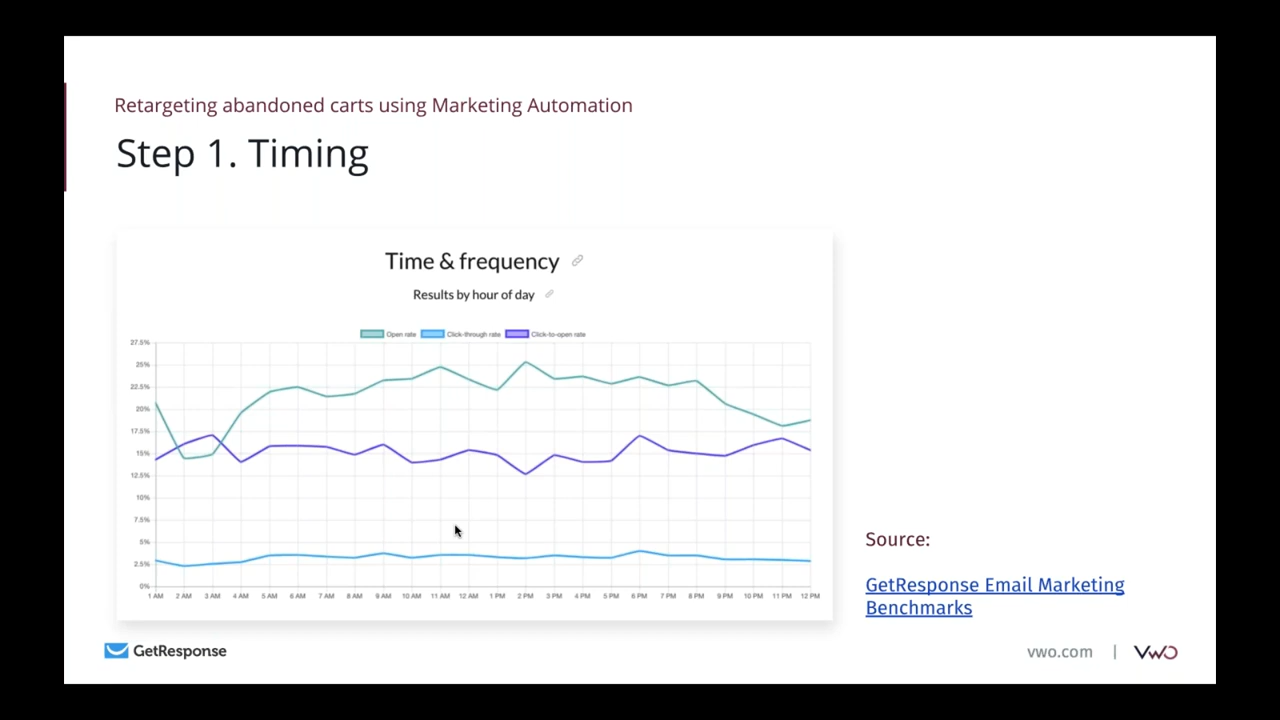 Retargeting abandoned carts using Marketing Automation
Step 1. Timing
Time & frequency
Results by hour of day
Open rate Click-through rate Click-to-open rate
27.5%
25%
22.5%
20%
17.5%
15%
12.5%
10%
7.5%
5%
2.5%
0%
1 AM 2 AM 3 AM 4 AM 5 AM 6 AM 7 AM 8 AM 9 AM 10 AM 11 AM 12 AM 1 PM 2 PM 3 PM 4 PM 5 PM 6 PM 7 PM 8 PM 9 PM 10 PM 11 PM 12 PM
Source:
GetResponse Email Marketing
Benchmarks
GetResponse
vwo.com | VWO